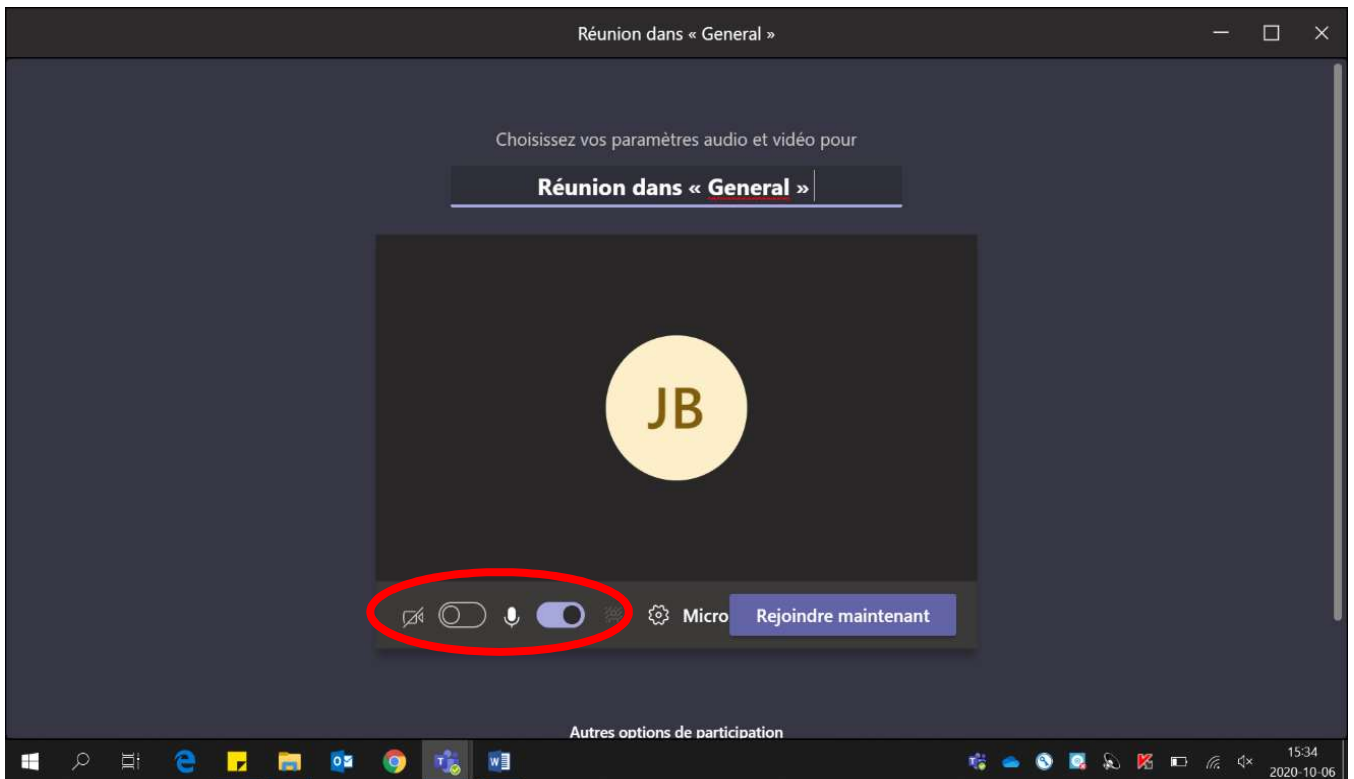 Réunion dans « General »
Choisissez vos paramètres audio et vidéo pour
Réunion dans « General »
JB
Micro
Rejoindre maintenant
Autres options de participation
15:34
2020-10-06